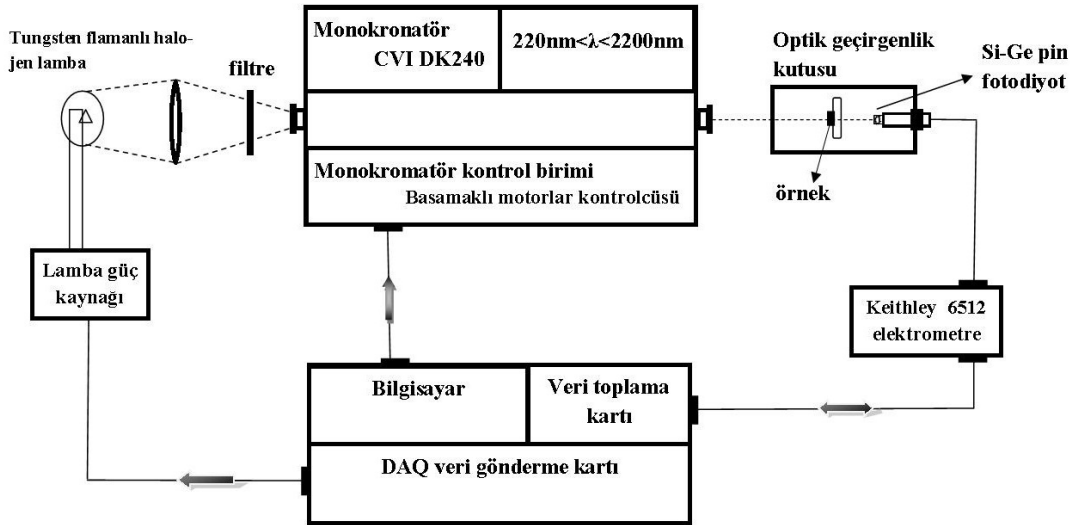 Tungsten flamanlı halo-
jen lamba
filtre
Monokronatör
CVI DK240
220nm<λ<2200nm
Optik geçirgenlik
kutusu
Si-Ge pin
fotodiyot
örnek
Monokromatör kontrol birimi
Basamaklı motorlar kontrolcüsü
Lamba güç
kaynağı
Keithley 6512
elektrometre
Bilgisayar
Veri toplama
kartı
DAQ veri gönderme kartı